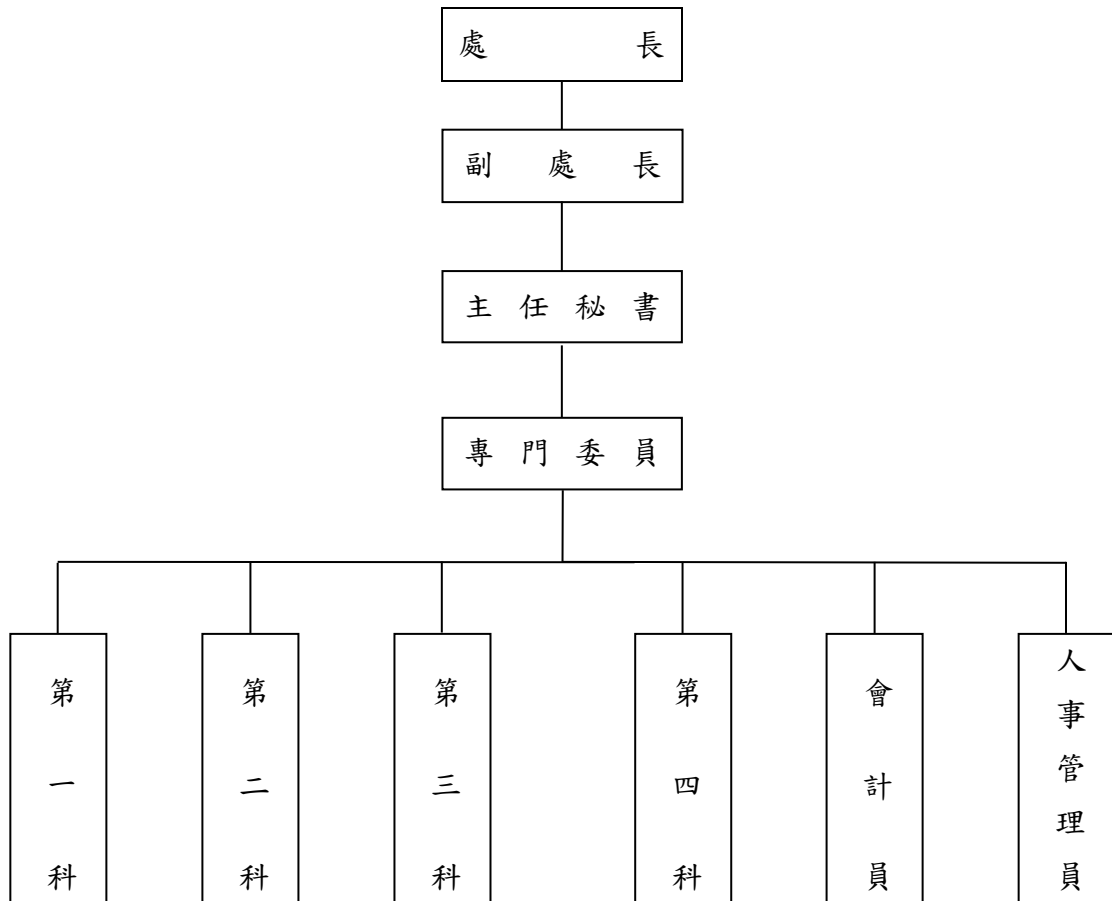 處長
副處長
主任秘書
專門委員
第一科
第二科
第三科
第四科
會計員
人事管理員